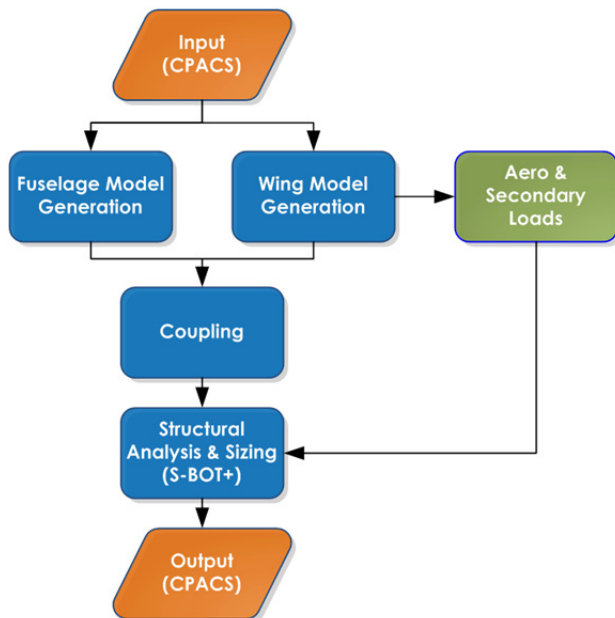 Input
(CPACS)
Fuselage Model
Generation
Wing Model
Generation
Aero &
Secondary
Loads
Coupling
Structural
Analysis & Sizing
(S-BOT+)
Output
(CPACS)